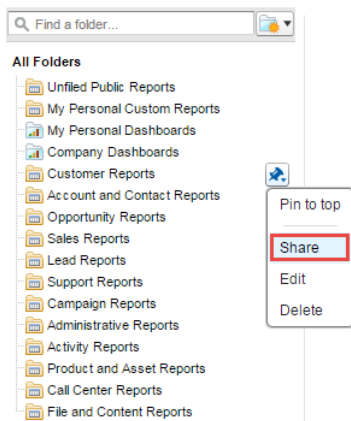 Find a folder...
All Folders
Unfiled Public Reports
My Personal Custom Reports
My Personal Dashboards
Company Dashboards
Customer Reports
Account and Contact Reports
Pin to top
Opportunity Reports
Sales Reports
Share
Lead Reports
Support Reports
Edit
Campaign Reports
Delete
Administrative Reports
Activity Reports
Product and Asset Reports
Call Center Reports
File and Content Reports